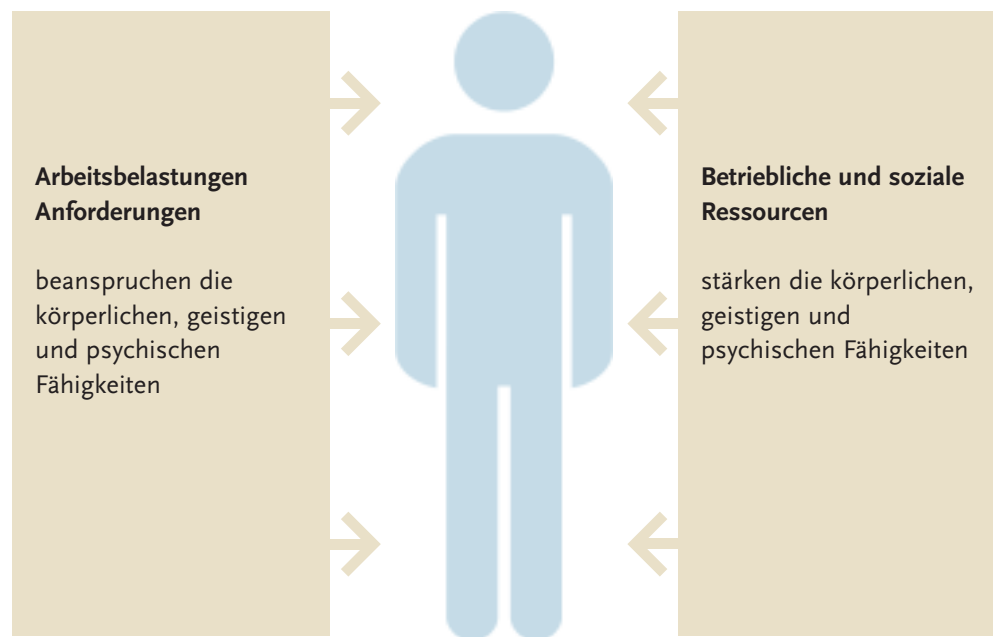 Arbeitsbelastungen
Anforderungen
beanspruchen die
körperlichen, geistigen
und psychischen
Fähigkeiten
Betriebliche und soziale
Ressourcen
stärken die körperlichen,
geistigen und
psychischen Fähigkeiten